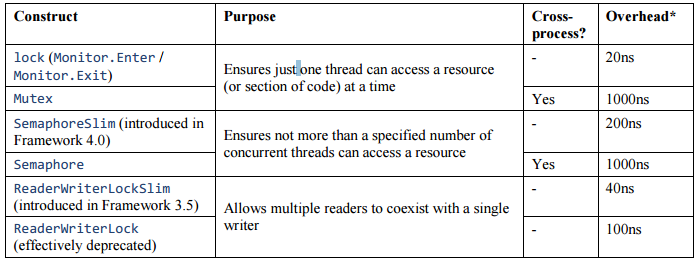 Construct Purpose Cross-process? Overhead*
lock (Monitor.Enter /
Monitor.Exit)
Ensures just one thread can access a resource
(or section of code) at a time
- 20ns
Mutex Yes 1000ns
SemaphoreSlim (introduced in
Framework 4.0)
Ensures not more than a specified number of
concurrent threads can access a resource
- 200ns
Semaphore Yes 1000ns
ReaderWriterLockSlim
(introduced in Framework 3.5)
Allows multiple readers to coexist with a single
writer
- 40ns
ReaderWriterLock
(effectively deprecated)
- 100ns